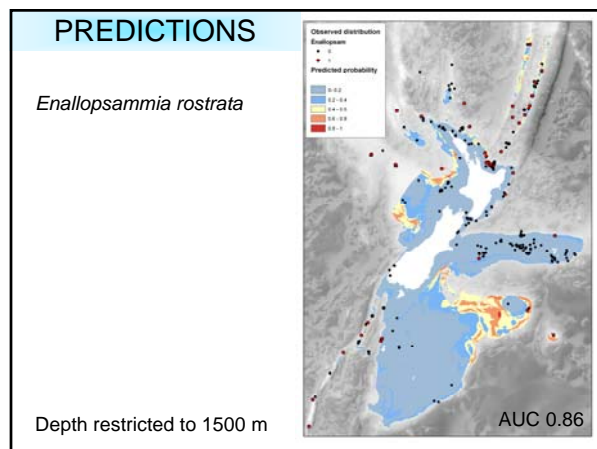 PREDICTIONS
Enallopsammia rostrata
Observed distribution
Enallopsam
0
1
Predicted probability
0-0.2
0.2-0.4
0.4-0.6
0.6-0.8
0.8-1
Depth restricted to 1500 m
AUC 0.86